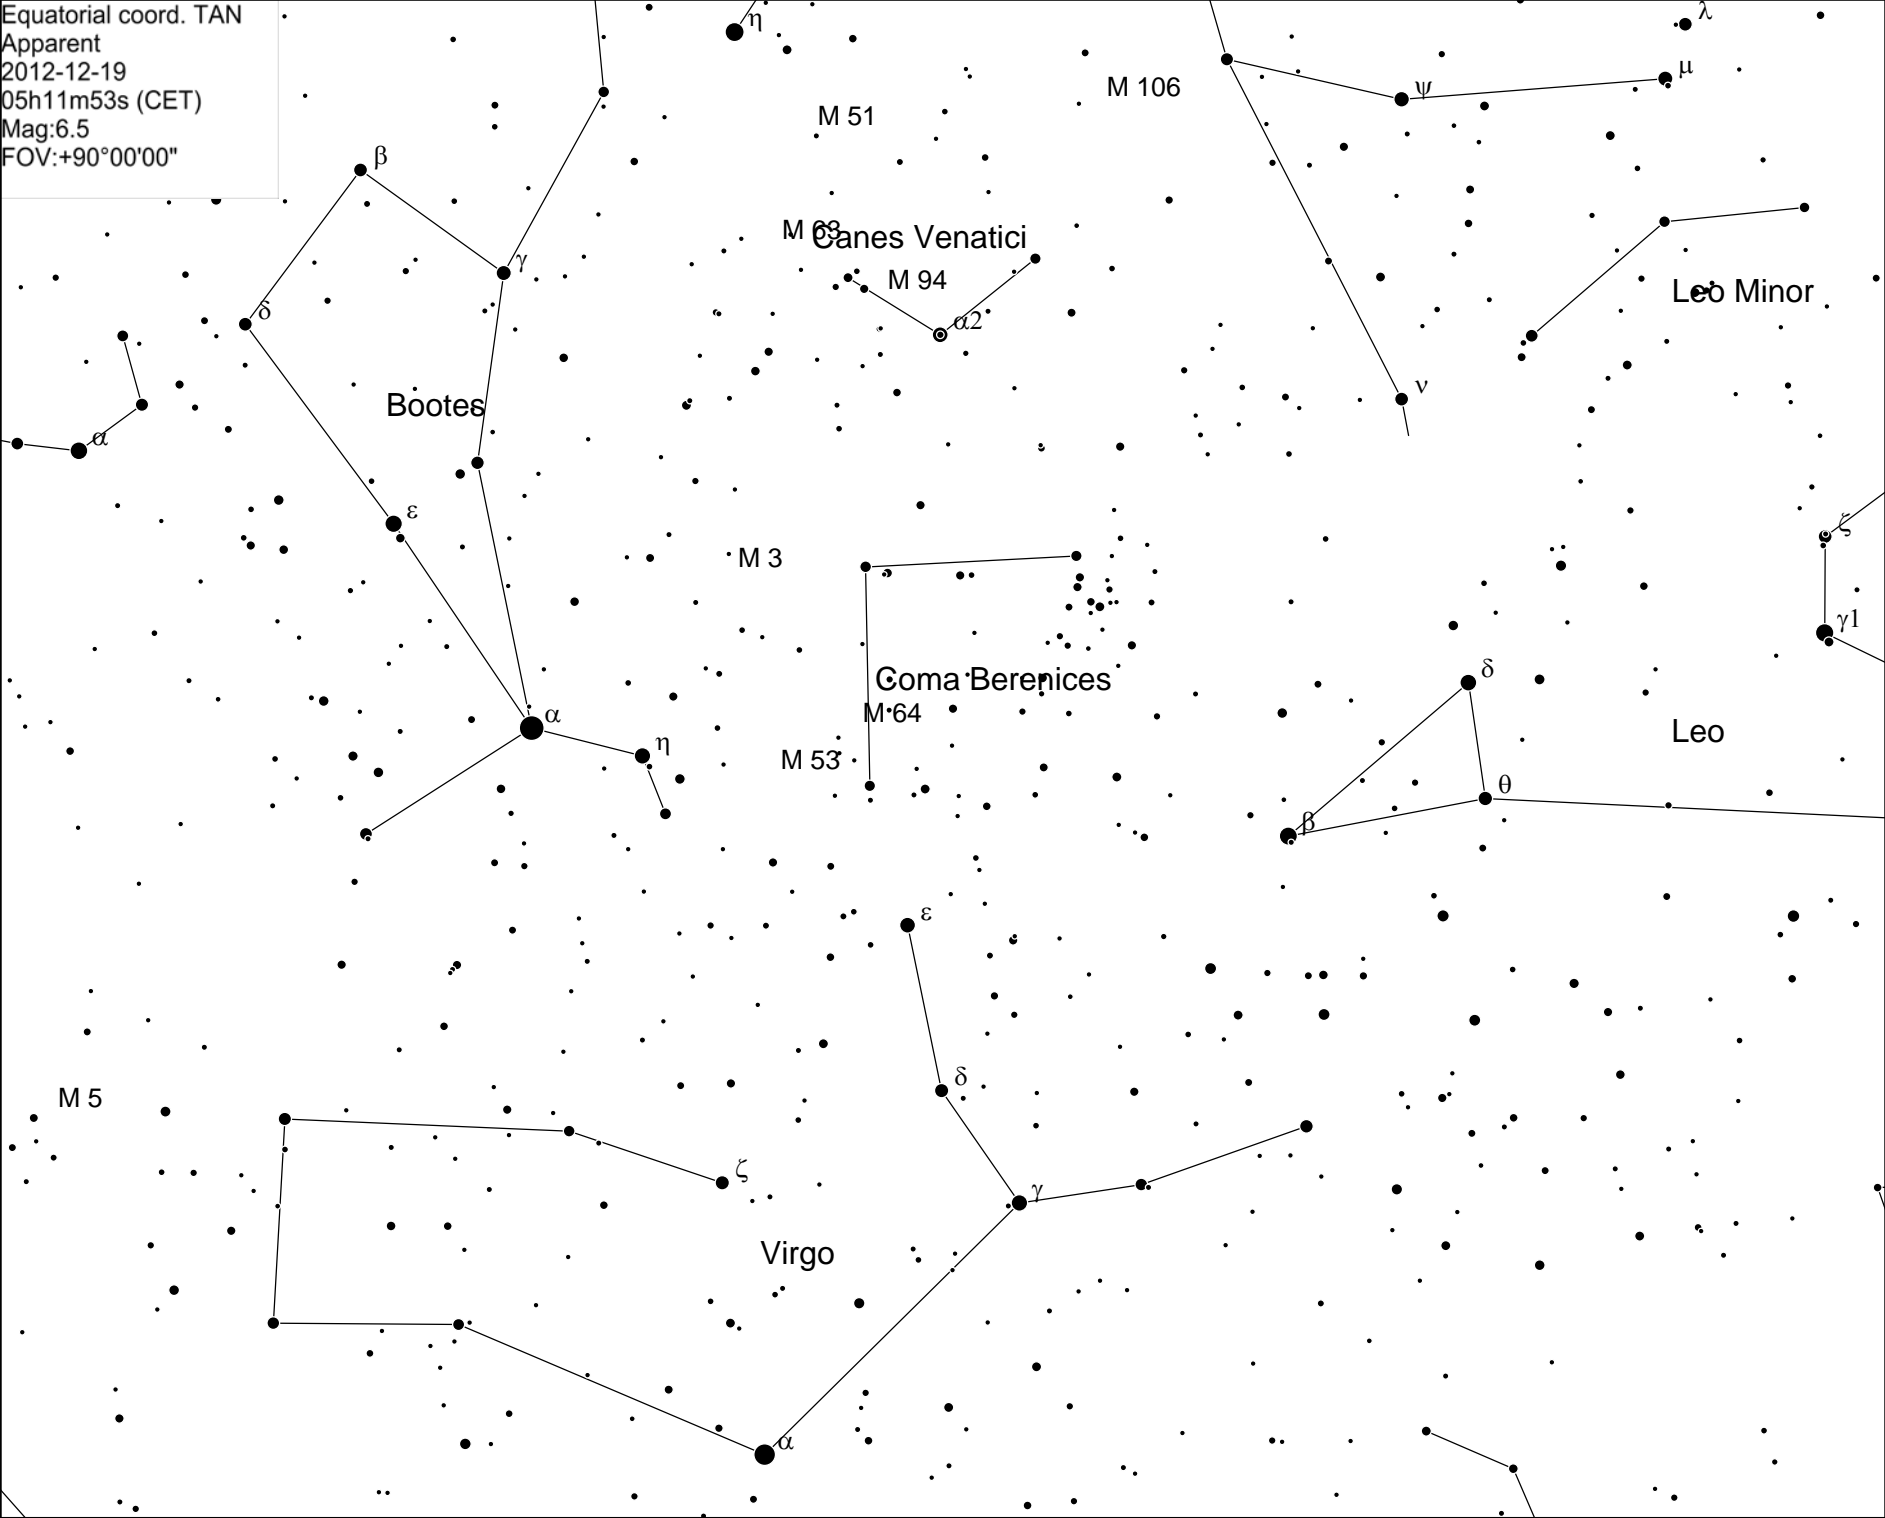 Equatorial coord. TAN
Apparent
2012-12-19
05h11m53s (CET)
Mag:6.5
FOV:+90°00'00"
η
λ
μ
M 106
ψ
M 51
β
M 63
Canes Venatici
γ
M 94
Leo Minor
δ
α2
ν
Bootes
α
ε
ζ
M 3
γ1
δ
Coma Berenices
α
M 64
Leo
η
M 53
θ
β
ε
δ
M 5
ζ
γ
Virgo
α